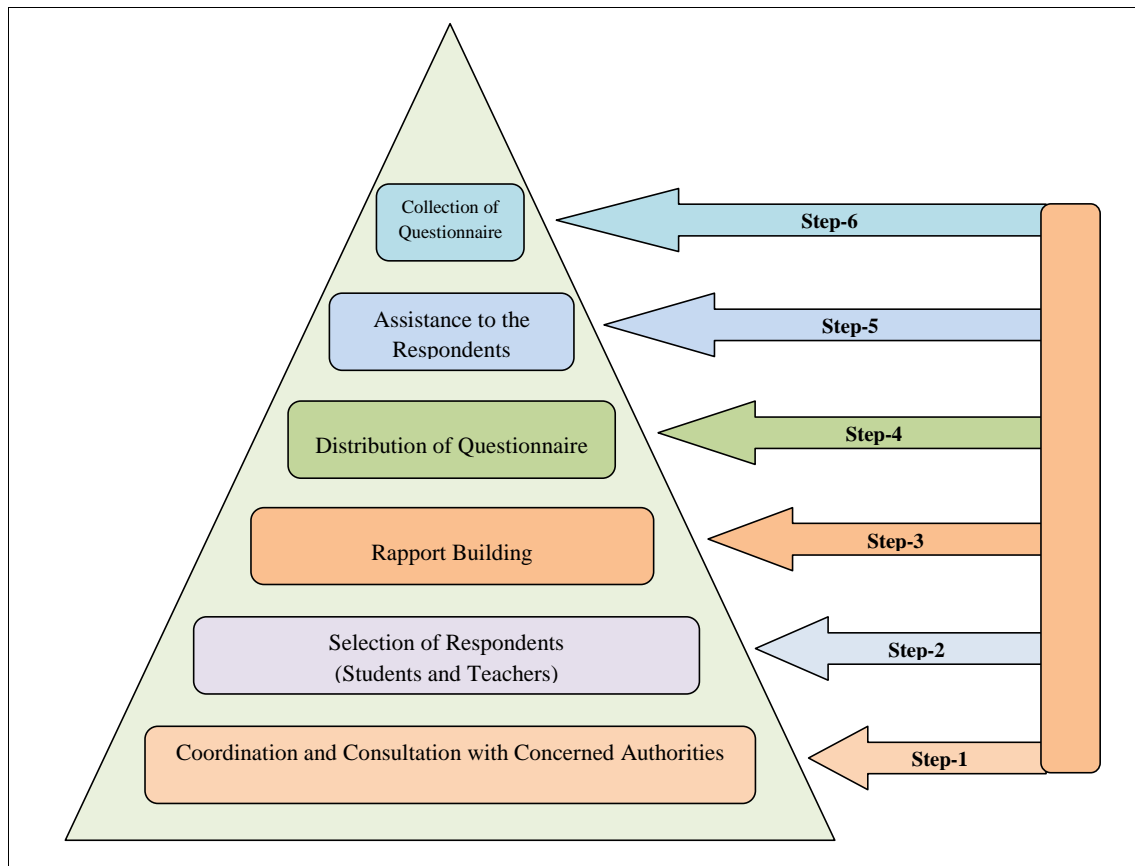 Collection of
Questionnaire
Step-6
Assistance to the
Respondents
Step-5
Distribution of Questionnaire
Step-4
Rapport Building
Step-3
Selection of Respondents
(Students and Teachers)
Step-2
Coordination and Consultation with Concerned Authorities
Step-1